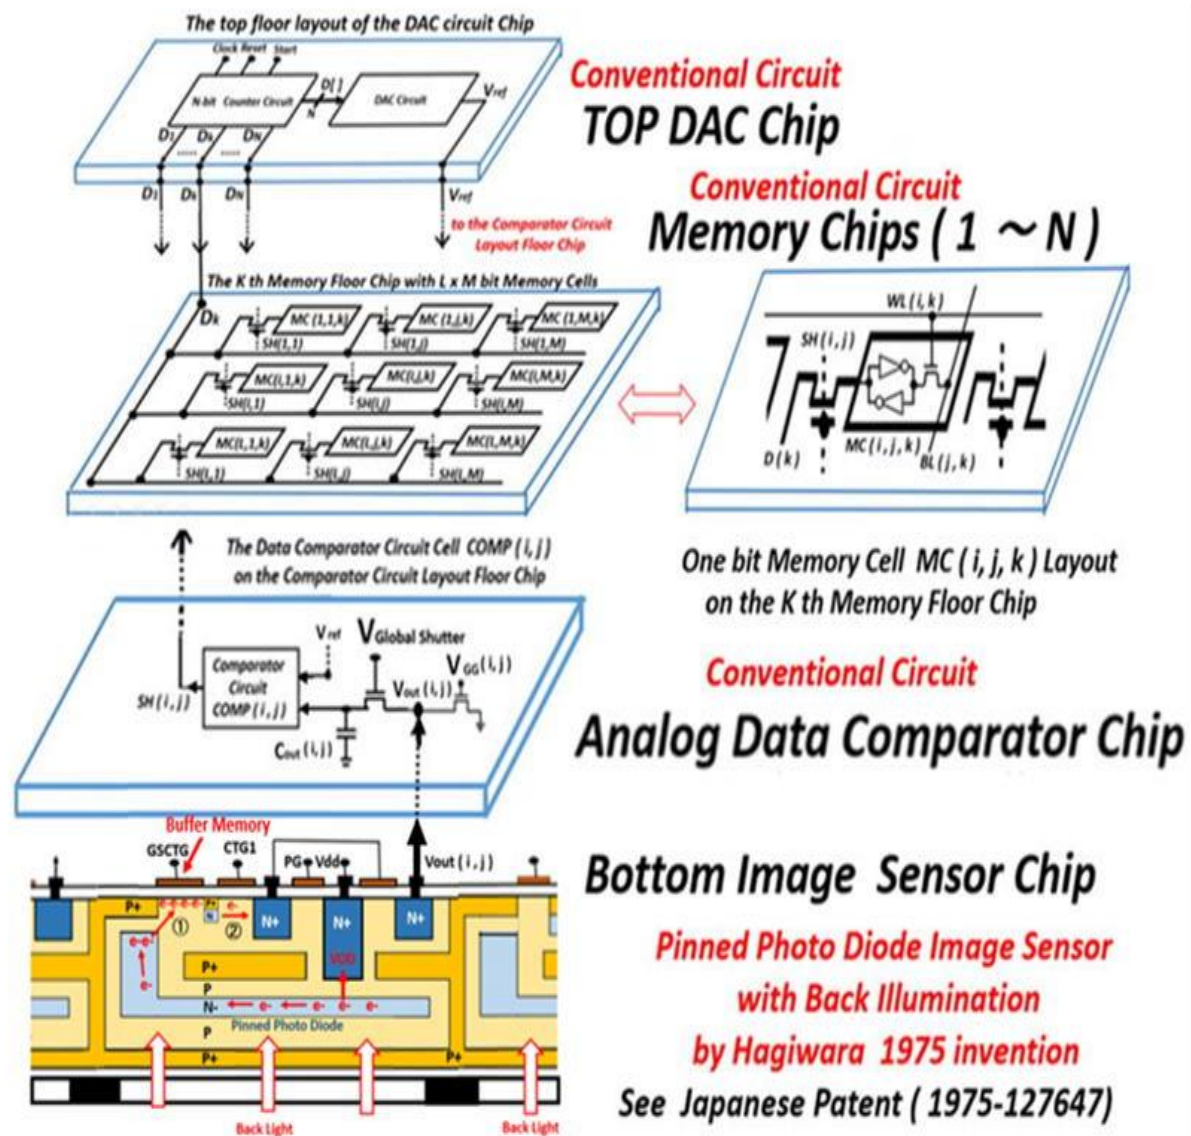 The top floor layout of the DAC circuit Chip
Clock Reset Start
N-bit Counter Circuit
D[ ]
N
DAC Circuit
Vref
D1 Dk DN
..... .....
D1 Dk DN Vref
to the Comparator Circuit
Layout Floor Chip
Conventional Circuit
TOP DAC Chip
Conventional Circuit
Memory Chips ( 1 ~ N )
The K th Memory Floor Chip with L x M bit Memory Cells
Dk
MC (1,1,k) MC(1,j,k) MC (1,M,k)
SH(1,1) SH(1,j) SH(1,M)
MC(i,1,k) MC(i,j,k) MC(i,M,k)
SH(i,1) SH(i,j) SH(i,M)
MC(L,1,k) MC(L,j,k) MC(L,M,k)
SH(L,1) SH(L,j) SH(L,M)
WL( i , k )
SH( i , j )
D ( k )
MC( i , j , k )
BL ( j , k )
One bit Memory Cell MC ( i, j, k ) Layout
on the K th Memory Floor Chip
The Data Comparator Circuit Cell COMP ( i, j )
on the Comparator Circuit Layout Floor Chip
Vref
VGlobal Shutter
VGG ( i, j )
Comparator
Circuit
COMP ( i, j )
SH ( i , j )
Vout ( i, j )
Cout ( i, j )
Conventional Circuit
Analog Data Comparator Chip
Buffer Memory
GSCTG CTG1 PG Vdd Vout ( i, j )
P+ e- e- e- e- P+ N e-
① ②
N+ N+ N+
e- e-
e-
P+
VDD
P
N- e- e- e- e-
Pinned Photo Diode
P
P+ P+
Back Light Back Light
Bottom Image Sensor Chip
Pinned Photo Diode Image Sensor
with Back Illumination
by Hagiwara 1975 invention
See Japanese Patent ( 1975-127647)